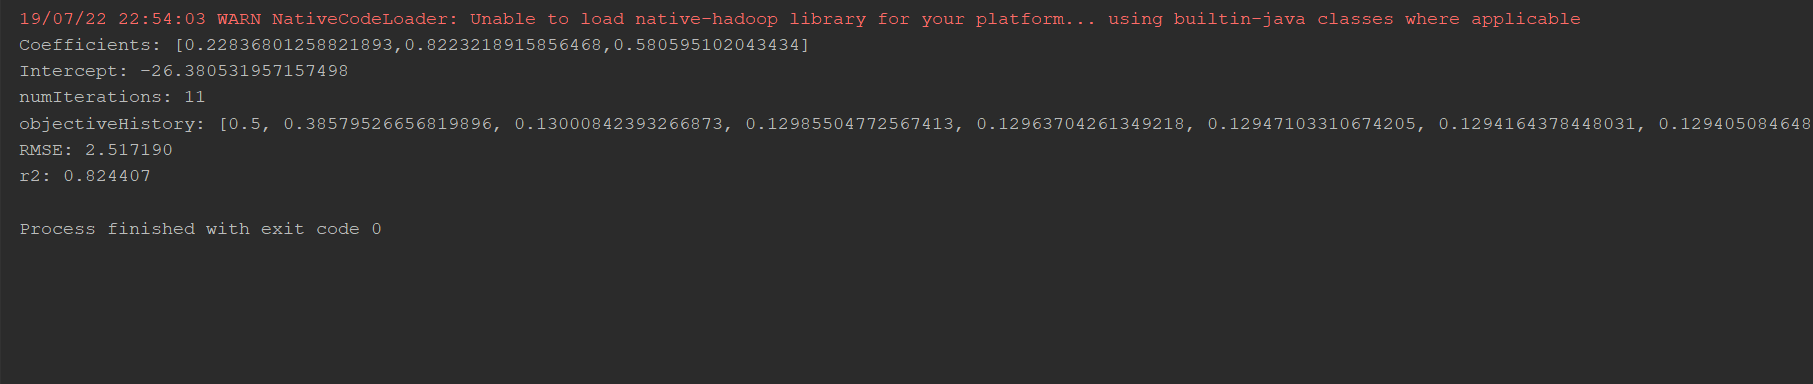 19/07/22 22:54:03 WARN NativeCodeLoader: Unable to load native-hadoop library for your platform... using builtin-java classes where applicable
Coefficients: [0.22836801258821893,0.8223218915856468,0.580595102043434]
Intercept: -26.380531957157498
numIterations: 11
objectiveHistory: [0.5, 0.38579526656819896, 0.13000842393266873, 0.12985504772567413, 0.12963704261349218, 0.12947103310674205, 0.1294164378448031, 0.129405084648
RMSE: 2.517190
r2: 0.824407
Process finished with exit code 0